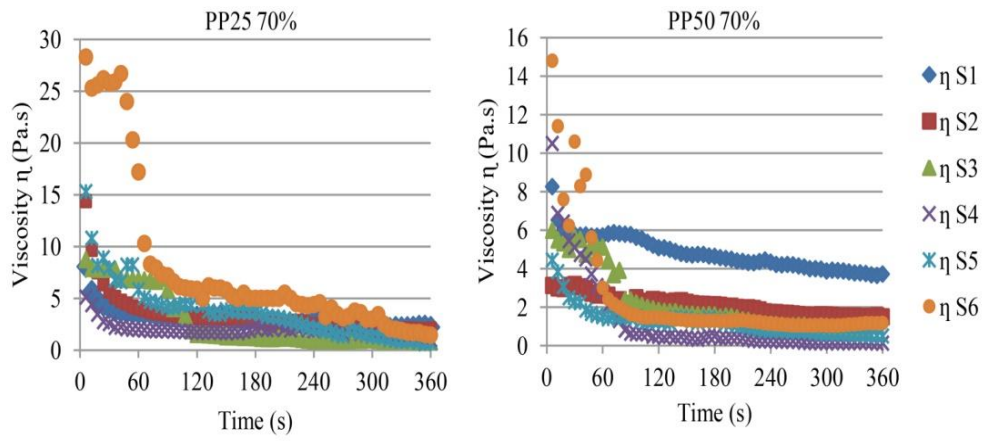 PP25 70%
30
25
20
15
10
5
0
Viscosity η (Pa.s)
0 60 120 180 240 300 360
Time (s)
PP50 70%
16
14
12
10
8
6
4
2
0
Viscosity η (Pa.s)
0 60 120 180 240 300 360
Time (s)
η S1
η S2
η S3
η S4
η S5
η S6